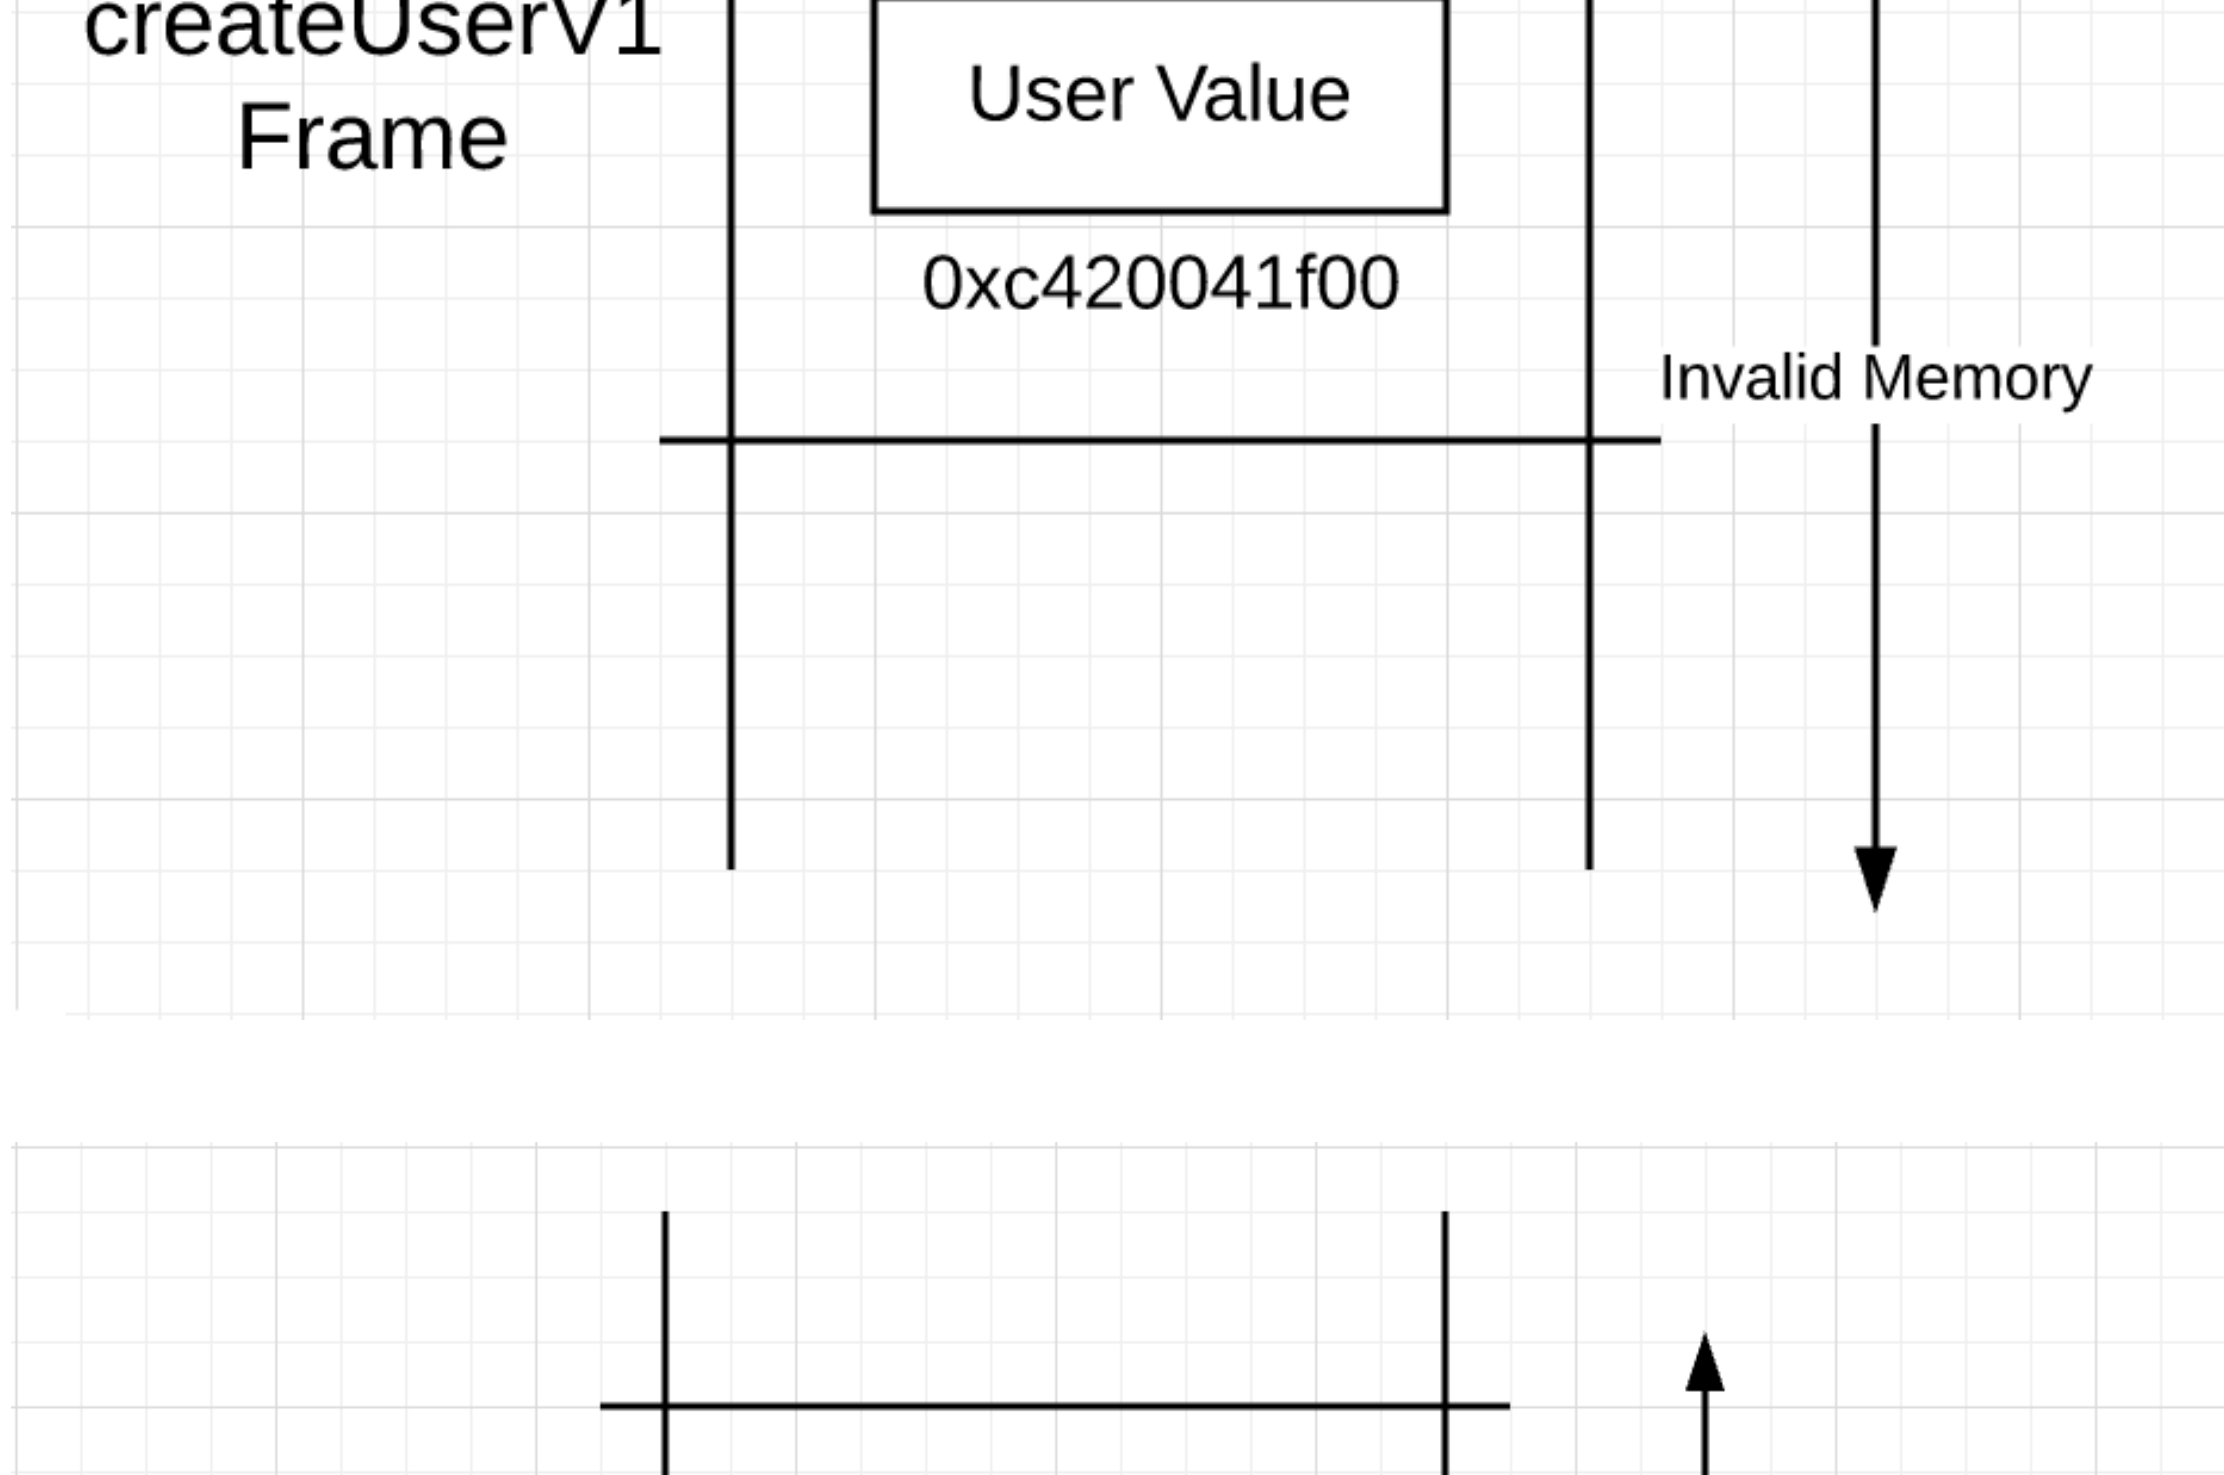 createUserV1
Frame
User Value
0xc420041f00
Invalid Memory